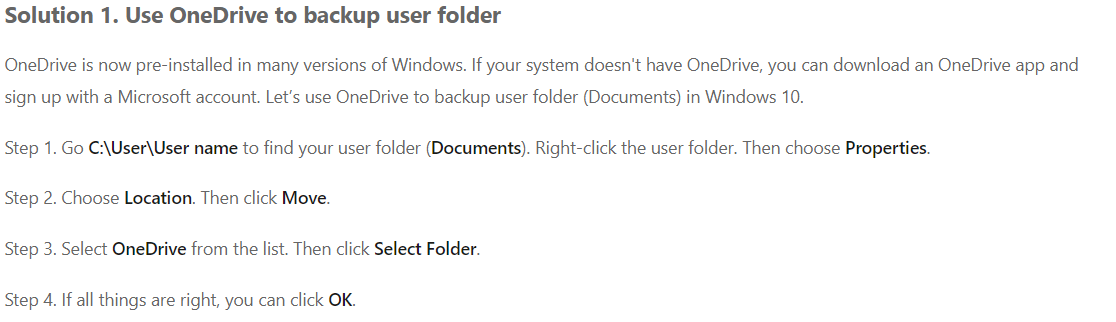 Solution 1. Use OneDrive to backup user folder
OneDrive is now pre-installed in many versions of Windows. If your system doesn't have OneDrive, you can download an OneDrive app and
sign up with a Microsoft account. Let’s use OneDrive to backup user folder (Documents) in Windows 10.
Step 1. Go C:\User\User name to find your user folder (Documents). Right-click the user folder. Then choose Properties.
Step 2. Choose Location. Then click Move.
Step 3. Select OneDrive from the list. Then click Select Folder.
Step 4. If all things are right, you can click OK.